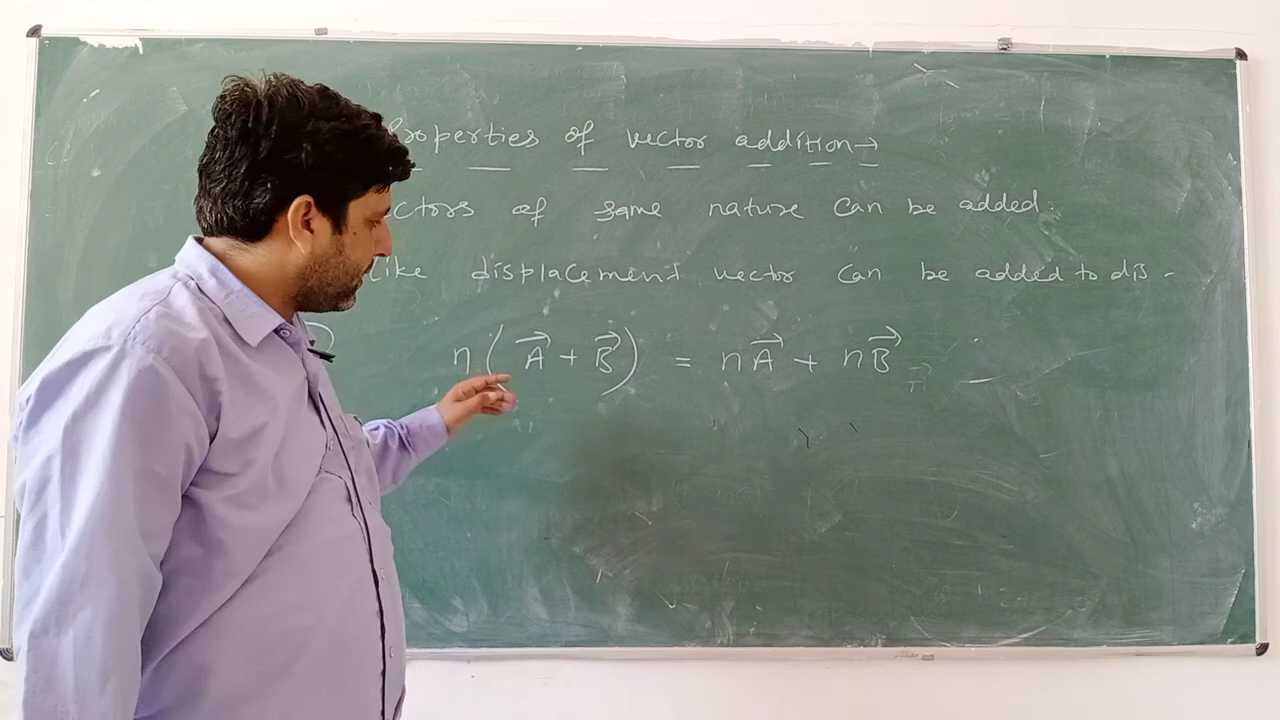 Properties of vector addition→
ctors of same nature can be added.
like displacement vector can be added to dis-
n(A⃗ + B⃗) = nA⃗ + nB⃗